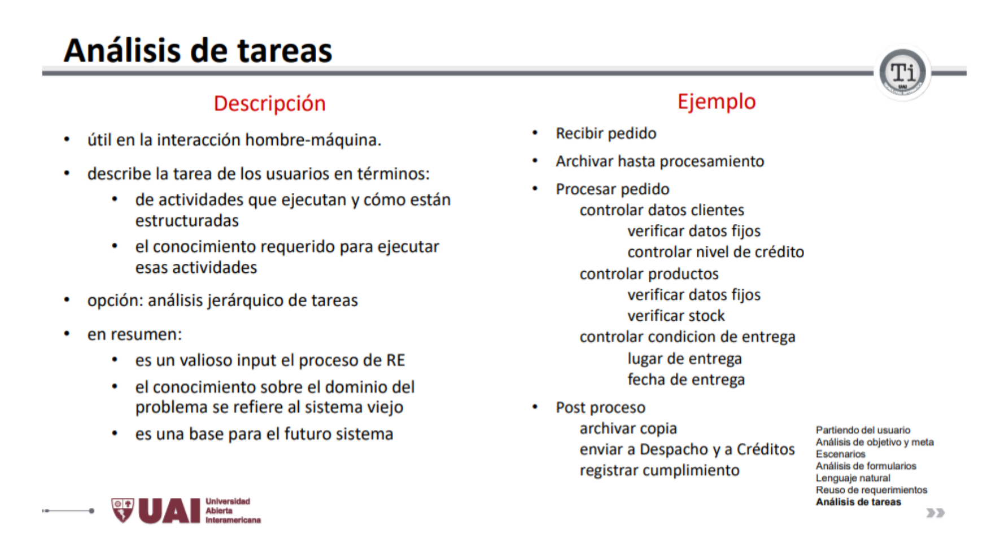 Análisis de tareas
Ti
UAI
Descripción
• útil en la interacción hombre-máquina.
• describe la tarea de los usuarios en términos:
• de actividades que ejecutan y cómo están
estructuradas
• el conocimiento requerido para ejecutar
esas actividades
• opción: análisis jerárquico de tareas
• en resumen:
• es un valioso input el proceso de RE
• el conocimiento sobre el dominio del
problema se refiere al sistema viejo
• es una base para el futuro sistema
Ejemplo
• Recibir pedido
• Archivar hasta procesamiento
• Procesar pedido
controlar datos clientes
verificar datos fijos
controlar nivel de crédito
controlar productos
verificar datos fijos
verificar stock
controlar condicion de entrega
lugar de entrega
fecha de entrega
• Post proceso
archivar copia
enviar a Despacho y a Créditos
registrar cumplimiento
Partiendo del usuario
Análisis de objetivo y meta
Escenarios
Análisis de formularios
Lenguaje natural
Reuso de requerimientos
Análisis de tareas
UAI
Universidad
Abierta
Interamericana